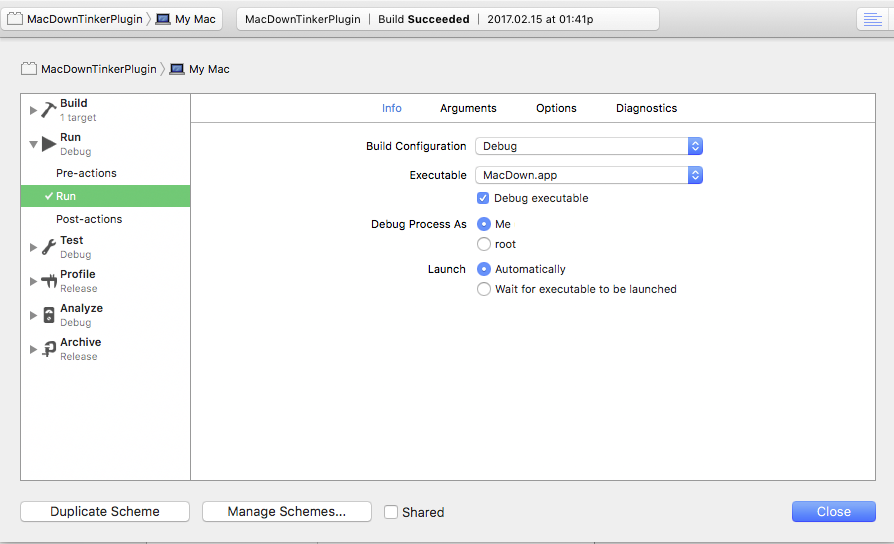 MacDownTinkerPlugin My Mac MacDownTinkerPlugin | Build Succeeded | 2017.02.15 at 01:41p
MacDownTinkerPlugin My Mac
Build
1 target
Run
Debug
Pre-actions
Run
Post-actions
Test
Debug
Profile
Release
Analyze
Debug
Archive
Release
Info Arguments Options Diagnostics
Build Configuration Debug
Executable MacDown.app
Debug executable
Debug Process As Me
root
Launch Automatically
Wait for executable to be launched
Duplicate Scheme Manage Schemes... Shared Close